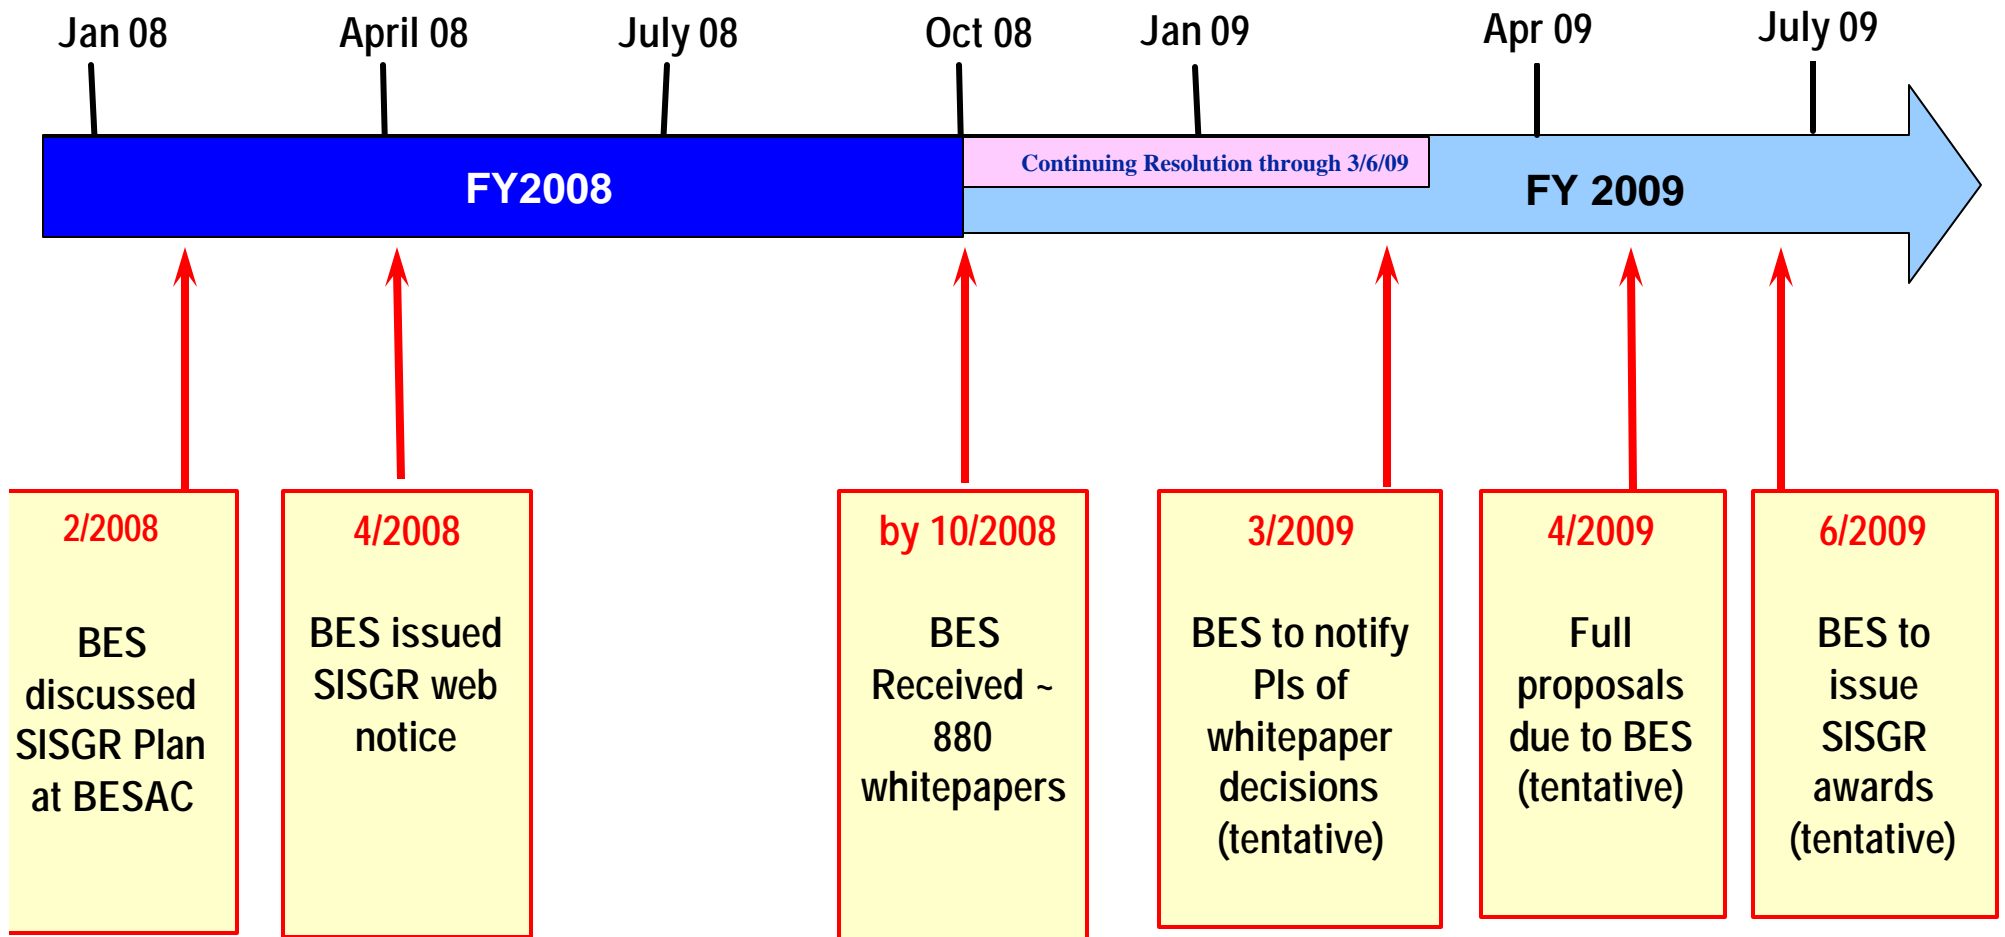 Jan 08
April 08
July 08
Oct 08
Jan 09
Apr 09
July 09
FY2008
Continuing Resolution through 3/6/09
FY 2009
2/2008
BES
discussed
SISGR Plan
at BESAC
4/2008
BES issued
SISGR web
notice
by 10/2008
BES
Received ~
880
whitepapers
3/2009
BES to notify
PIs of
whitepaper
decisions
(tentative)
4/2009
Full
proposals
due to BES
(tentative)
6/2009
BES to
issue
SISGR
awards
(tentative)